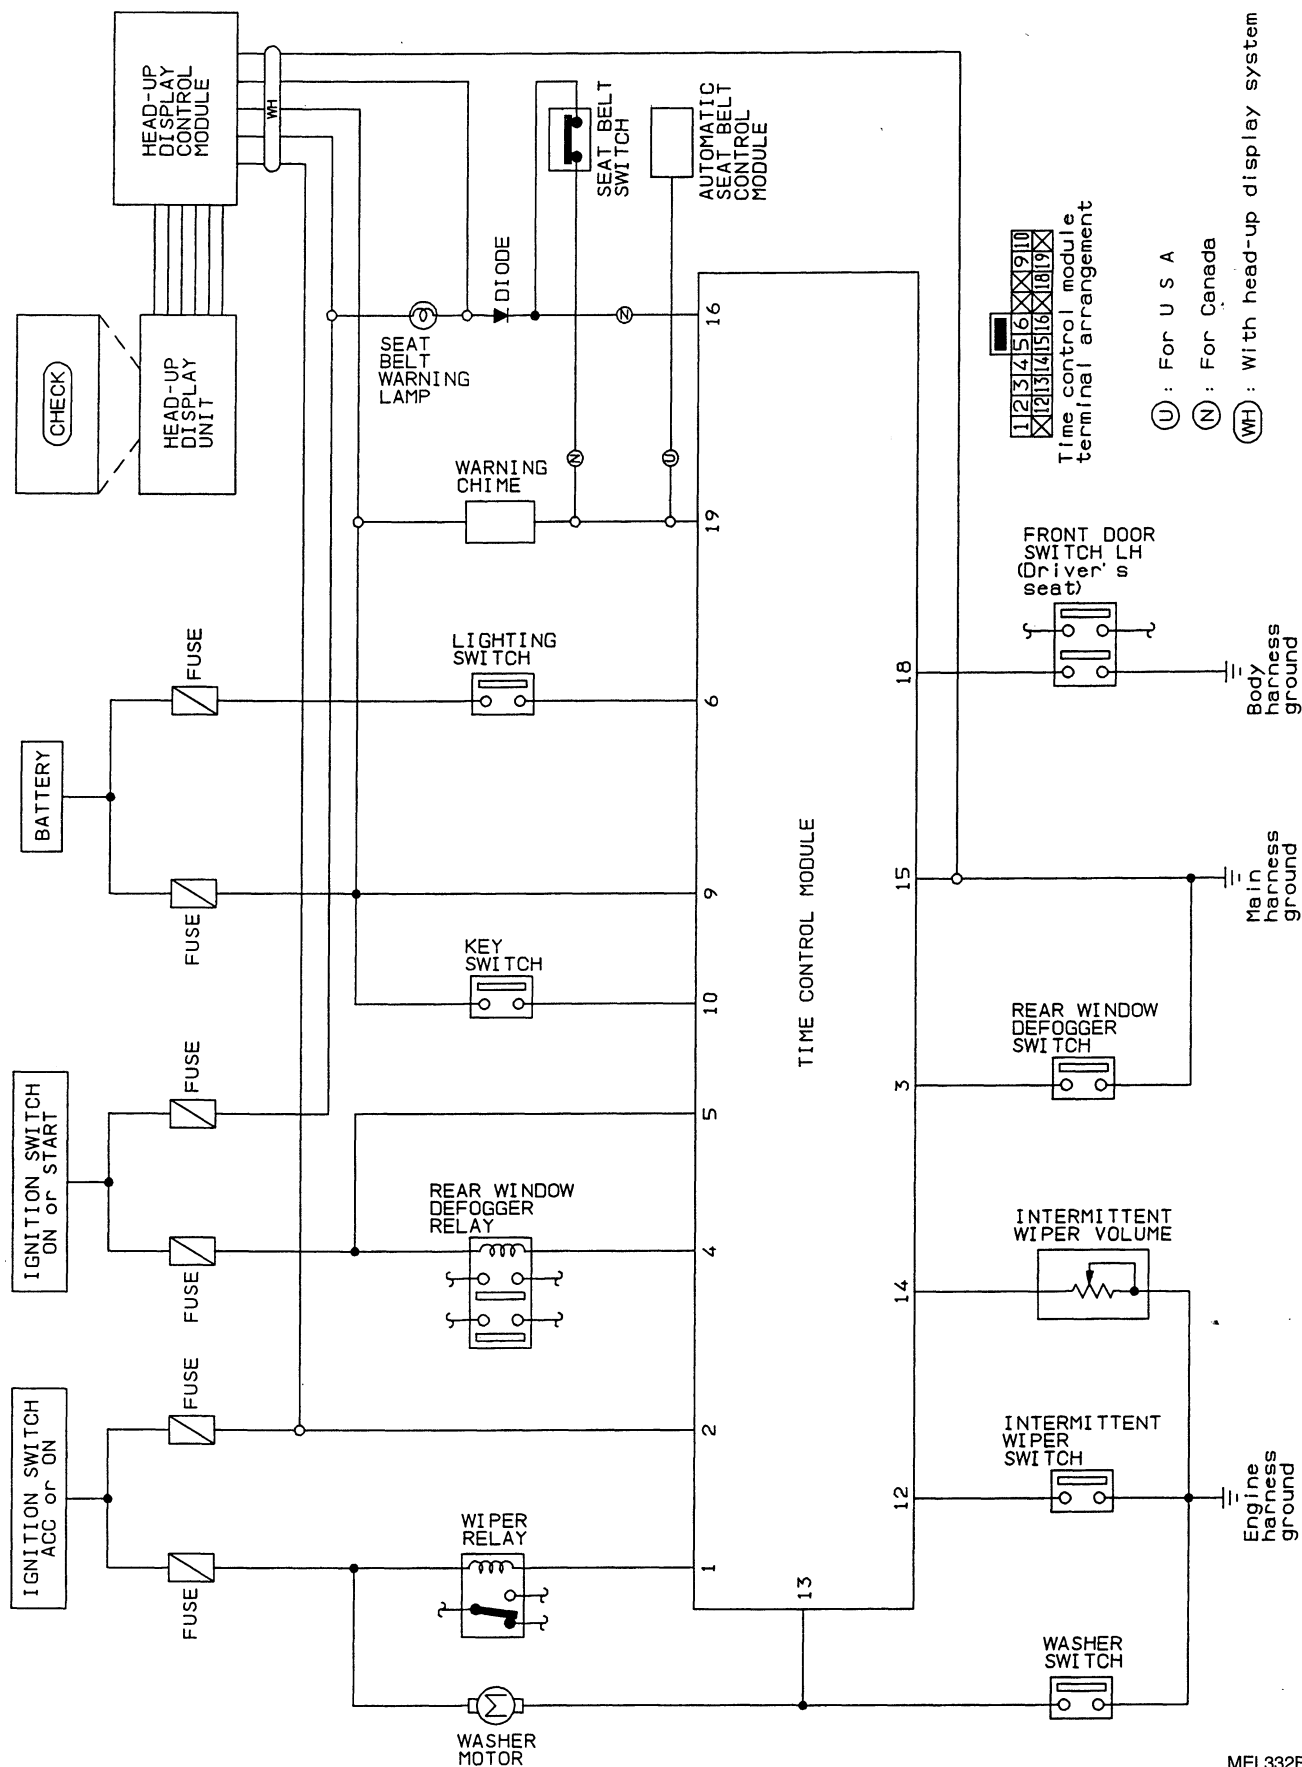 HEAD-UP
DISPLAY
CONTROL
MODULE
WH
CHECK
HEAD-UP
DISPLAY
UNIT
SEAT
BELT
WARNING
LAMP
DIODE
SEAT BELT
SWITCH
AUTOMATIC
SEAT BELT
CONTROL
MODULE
N
16
WARNING
CHIME
N
U
19
BATTERY
FUSE
LIGHTING
SWITCH
6
FUSE
9
KEY
SWITCH
10
IGNITION SWITCH
ON or START
FUSE
5
FUSE
REAR WINDOW
DEFOGGER
RELAY
4
IGNITION SWITCH
ACC or ON
FUSE
2
FUSE
WIPER
RELAY
1
WASHER
MOTOR
M
13
TIME CONTROL MODULE
18
FRONT DOOR
SWITCH LH
(Driver's
seat)
Body
harness
ground
15
Main
harness
ground
3
REAR WINDOW
DEFOGGER
SWITCH
14
INTERMITTENT
WIPER VOLUME
12
INTERMITTENT
WIPER
SWITCH
Engine
harness
ground
WASHER
SWITCH
1 2 3 4 5 6 9 10
12 13 14 15 16 18 19
Time control module
terminal arrangement
U : For U S A
N : For Canada
WH : With head-up display system